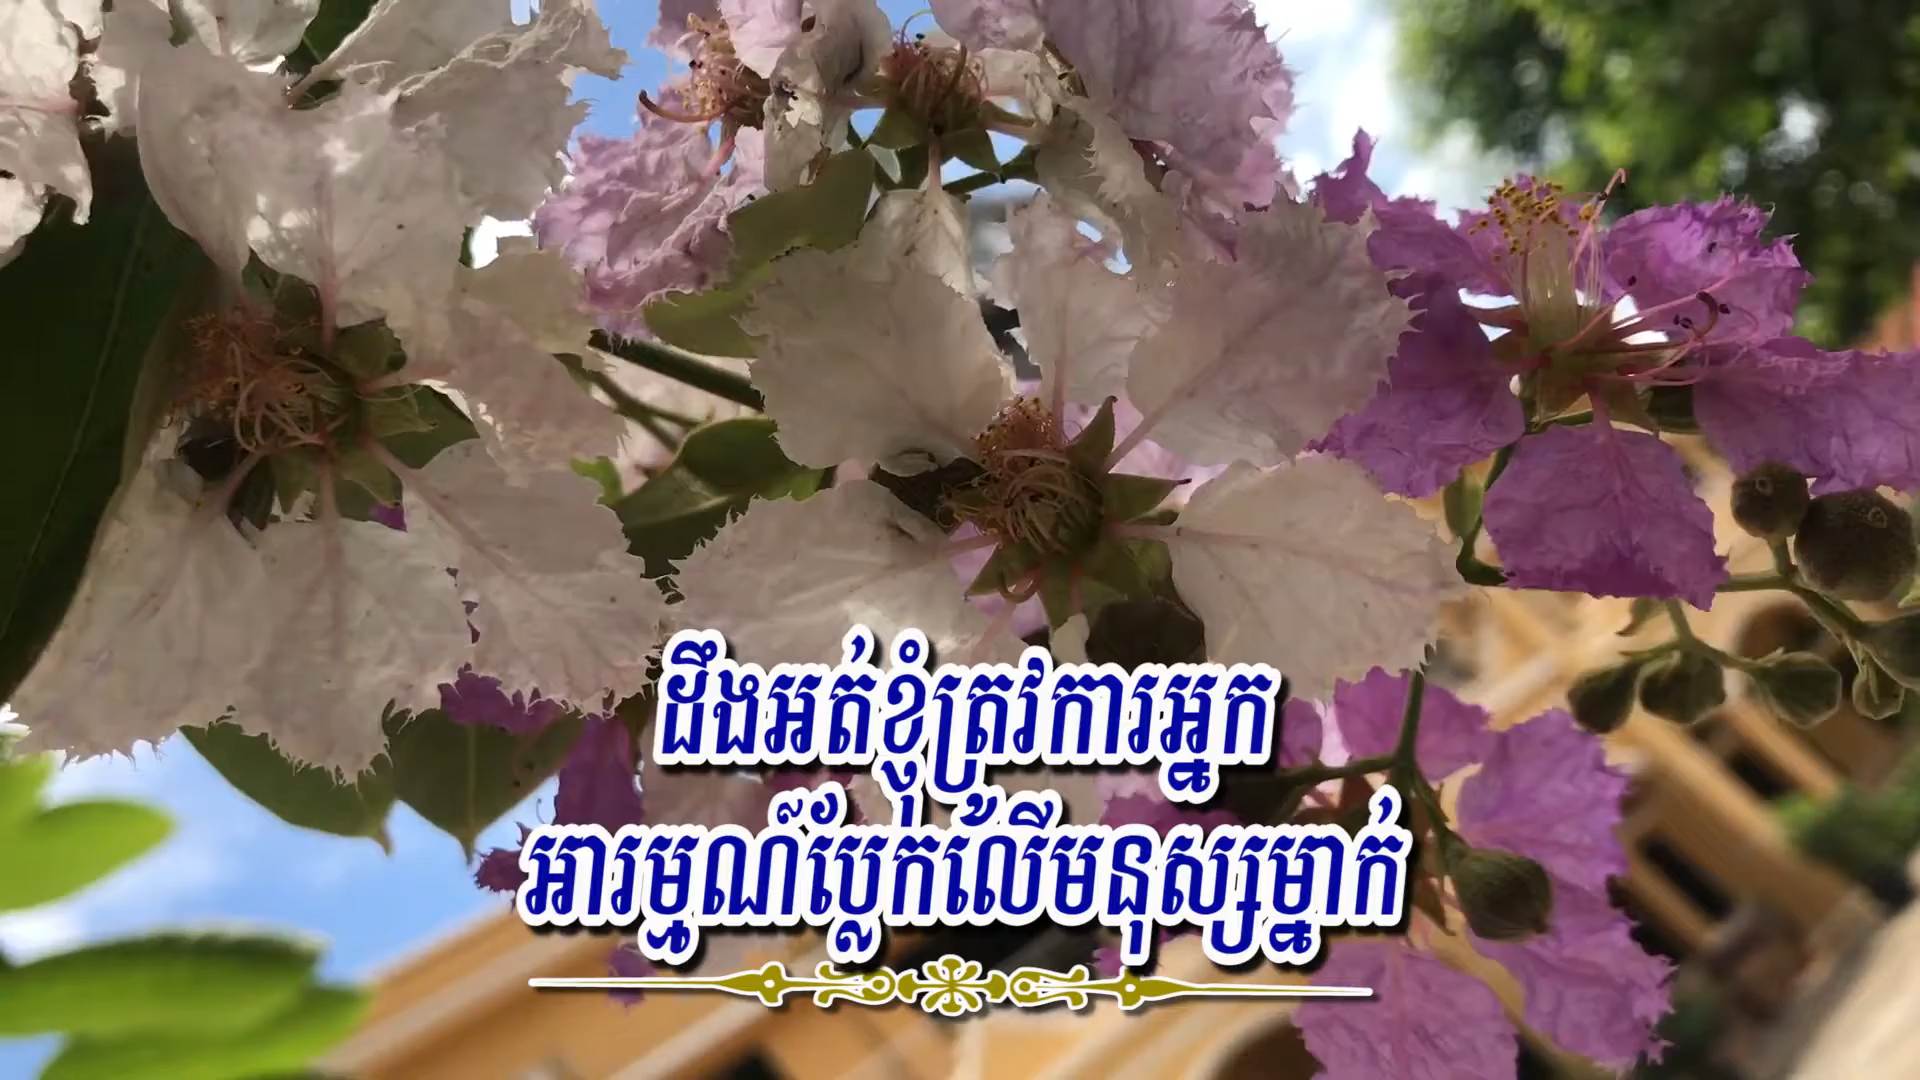 ដឹងអត់ខ្ញុំត្រូវការអ្នក
អារម្មណ៍ប្លែកលើមនុស្សម្នាក់